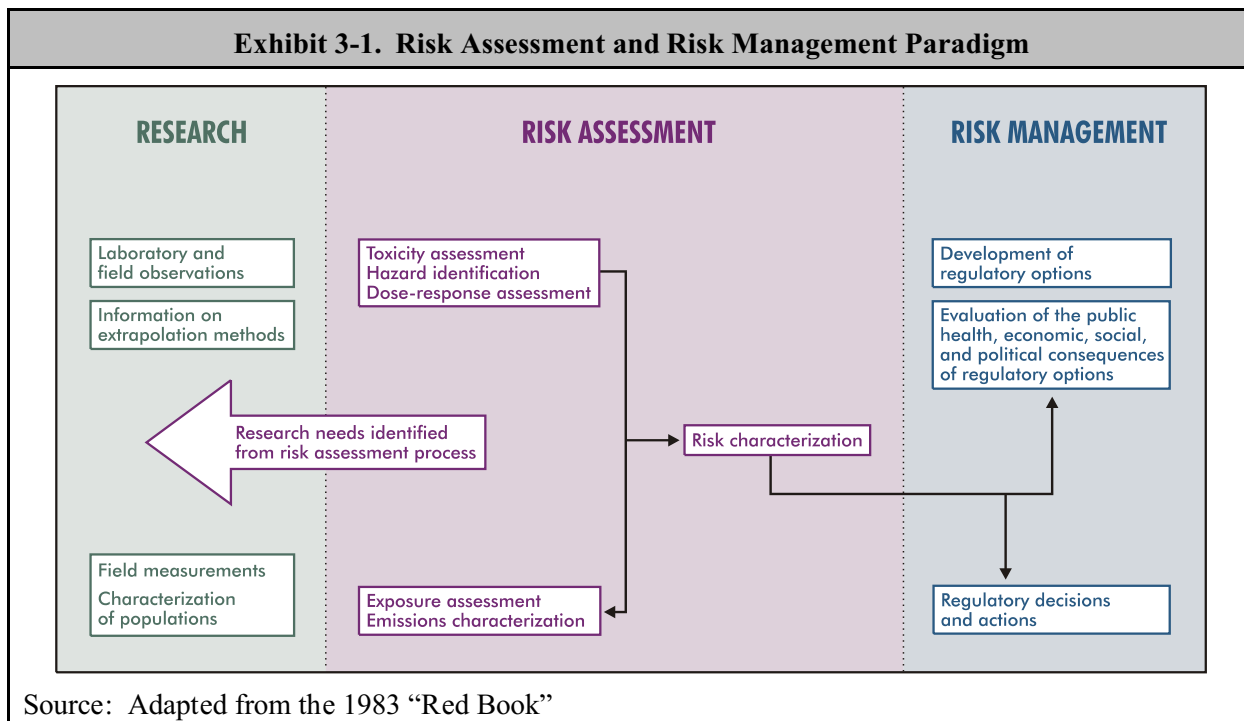 Exhibit 3-1.  Risk Assessment and Risk Management Paradigm
RESEARCH
RISK ASSESSMENT
RISK MANAGEMENT
Laboratory and
field observations
Information on
extrapolation methods
Toxicity assessment
Hazard identification
Dose-response assessment
Development of
regulatory options
Evaluation of the public
health, economic, social,
and political consequences
of regulatory options
Research needs identified
from risk assessment process
Risk characterization
Field measurements
Characterization
of populations
Exposure assessment
Emissions characterization
Regulatory decisions
and actions
Source:  Adapted from the 1983 “Red Book”